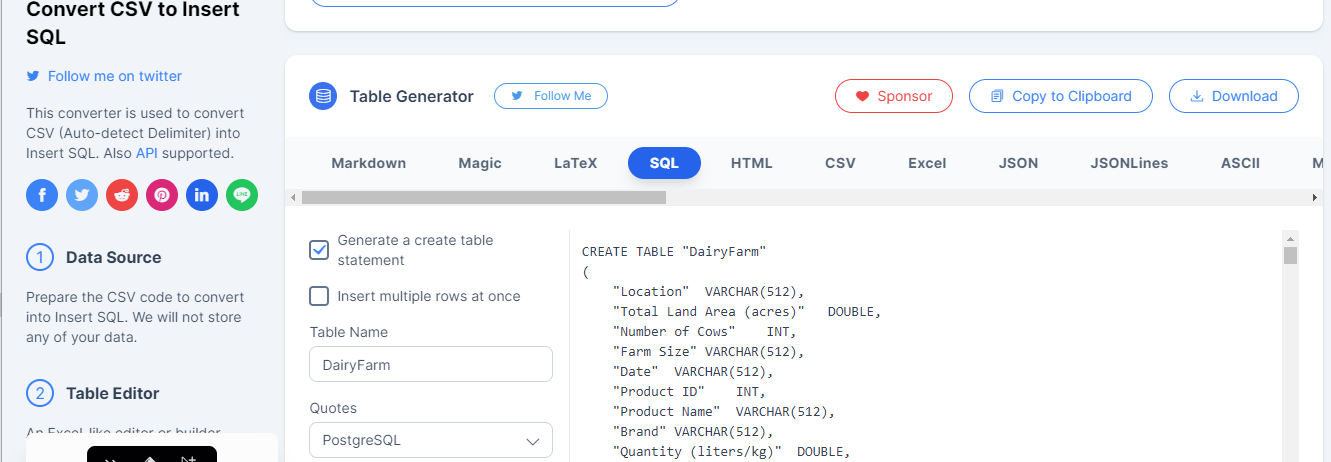 Convert CSV to Insert
SQL
Follow me on twitter
This converter is used to convert
CSV (Auto-detect Delimiter) into
Insert SQL. Also API supported.
LINE
1 Data Source
Prepare the CSV code to convert
into Insert SQL. We will not store
any of your data.
2 Table Editor
An Excel-like editor or builder
Table Generator
Follow Me
Sponsor
Copy to Clipboard
Download
Markdown Magic LaTeX SQL HTML CSV Excel JSON JSONLines ASCII M
Generate a create table
statement
Insert multiple rows at once
Table Name
DairyFarm
Quotes
PostgreSQL
CREATE TABLE "DairyFarm"
(
"Location" VARCHAR(512),
"Total Land Area (acres)" DOUBLE,
"Number of Cows" INT,
"Farm Size" VARCHAR(512),
"Date" VARCHAR(512),
"Product ID" INT,
"Product Name" VARCHAR(512),
"Brand" VARCHAR(512),
"Quantity (liters/kg)" DOUBLE,